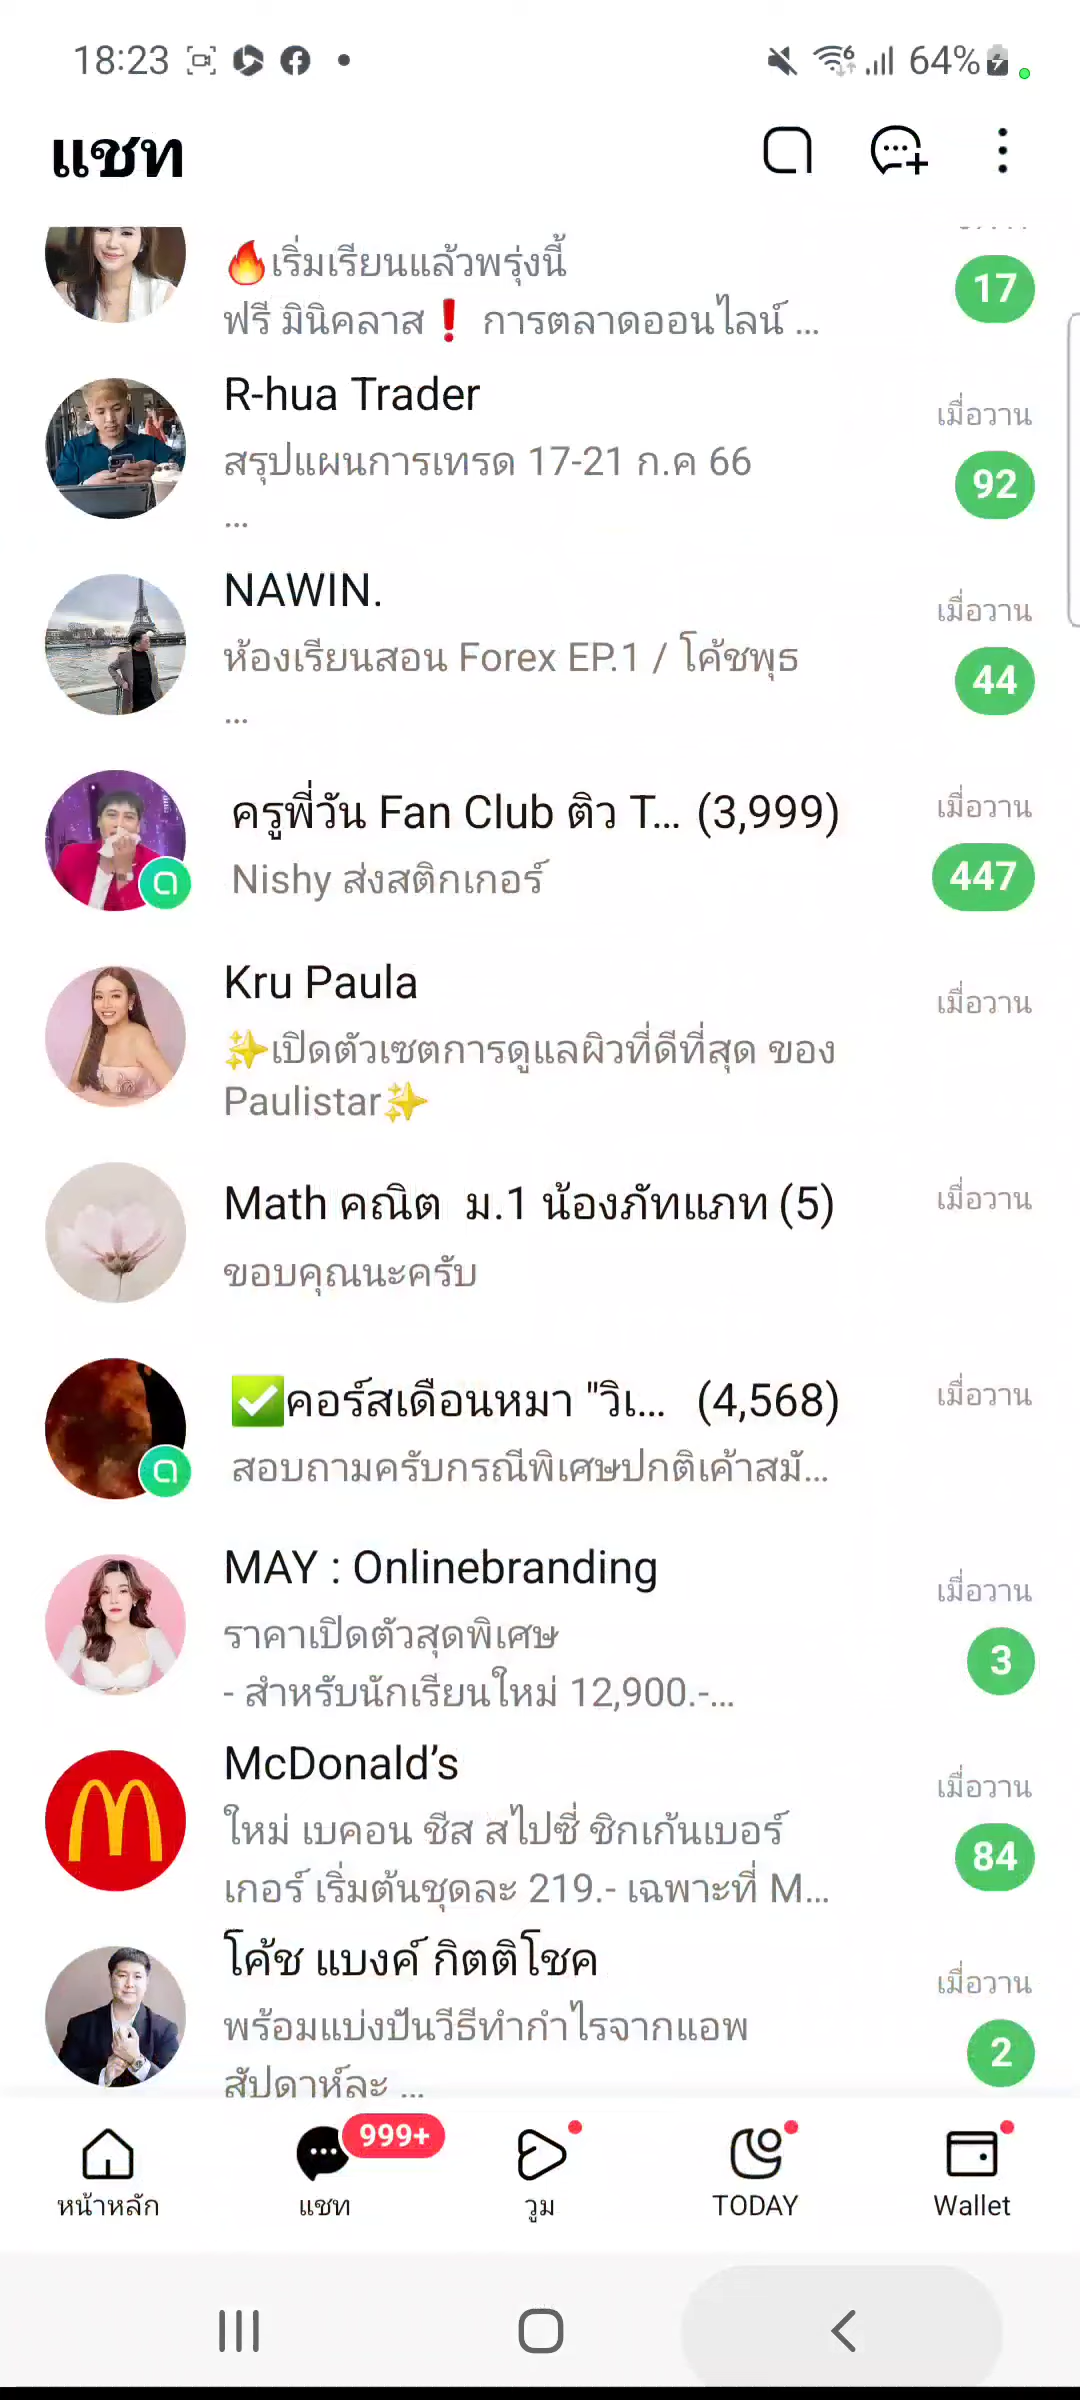 18:23 64%
แชท
🔥เริ่มเรียนแล้วพรุ่งนี้
ฟรี มินิคลาส❗ การตลาดออนไลน์ ...
17
R-hua Trader
เมื่อวาน
สรุปแผนการเทรด 17-21 ก.ค 66
...
92
NAWIN.
เมื่อวาน
ห้องเรียนสอน Forex EP.1 / โค้ชพุธ
...
44
ครูพี่วัน Fan Club ติว T... (3,999)
เมื่อวาน
Nishy ส่งสติกเกอร์
447
Kru Paula
เมื่อวาน
✨เปิดตัวเซตการดูแลผิวที่ดีที่สุด ของ
Paulistar✨
Math คณิต ม.1 น้องภัทแภท (5)
เมื่อวาน
ขอบคุณนะครับ
✅คอร์สเดือนหมา "วิเ... (4,568)
เมื่อวาน
สอบถามครับกรณีพิเศษปกติเค้าสมั...
MAY : Onlinebranding
เมื่อวาน
ราคาเปิดตัวสุดพิเศษ
- สำหรับนักเรียนใหม่ 12,900.-...
3
McDonald's
เมื่อวาน
ใหม่ เบคอน ชีส สไปซี่ ชิกเก้นเบอร์
เกอร์ เริ่มต้นชุดละ 219.- เฉพาะที่ M...
84
โค้ช แบงค์ กิตติโชค
เมื่อวาน
พร้อมแบ่งปันวีธีทำกำไรจากแอพ
สัปดาห์ละ ...
2
999+
หน้าหลัก แชท วูม TODAY Wallet